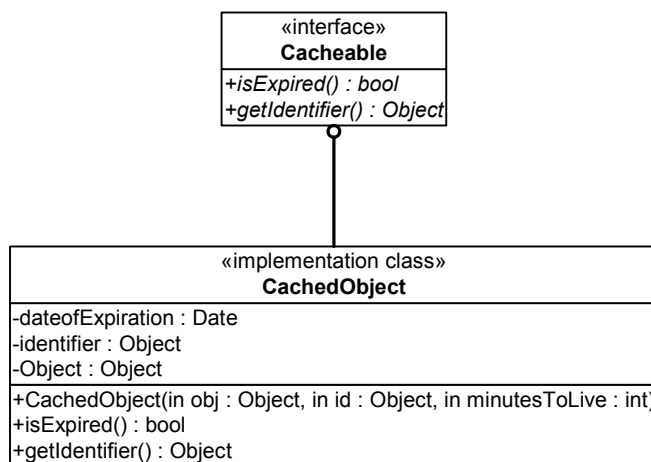 «interface»
Cacheable
+isExpired() : bool
+getIdentifier() : Object
«implementation class»
CachedObject
-dateofExpiration : Date
-identifier : Object
-Object : Object
+CachedObject(in obj : Object, in id : Object, in minutesToLive : int)
+isExpired() : bool
+getIdentifier() : Object